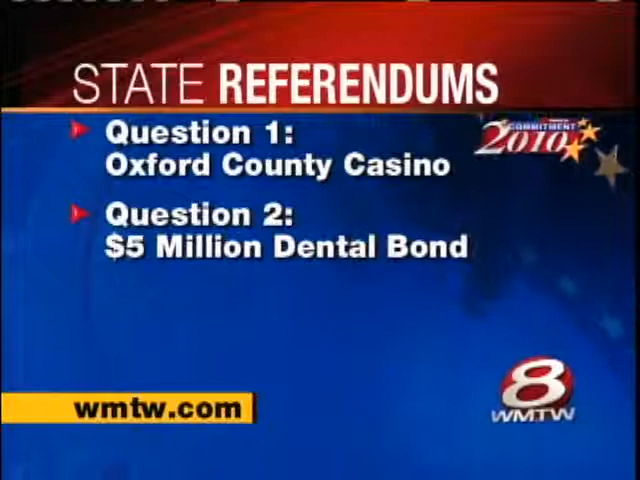 STATE REFERENDUMS
Question 1:
Oxford County Casino
COMMITMENT
2010
Question 2:
$5 Million Dental Bond
wmtw.com
8
WMTW